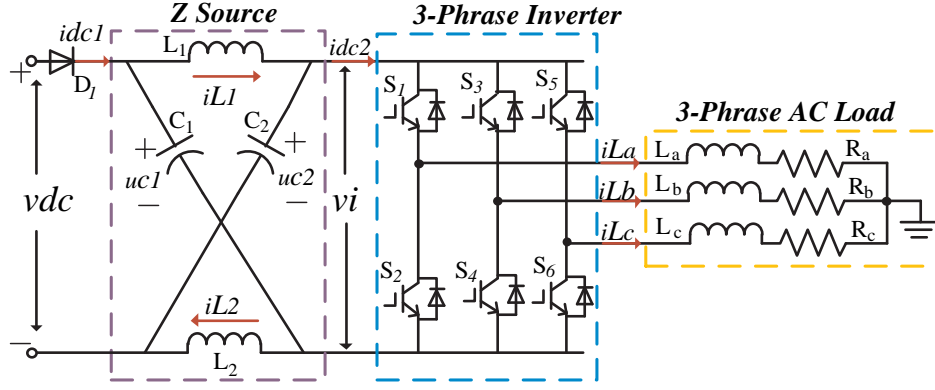 Z Source
3-Phrase Inverter
idc1
L1
idc2
+
D1
iL1
S1
S3
S5
3-Phrase AC Load
C1
C2
+
+
uc1
uc2
−
−
vdc
vi
iLa
La
Ra
iLb
Lb
Rb
iLc
Lc
Rc
S2
S4
S6
iL2
−
L2